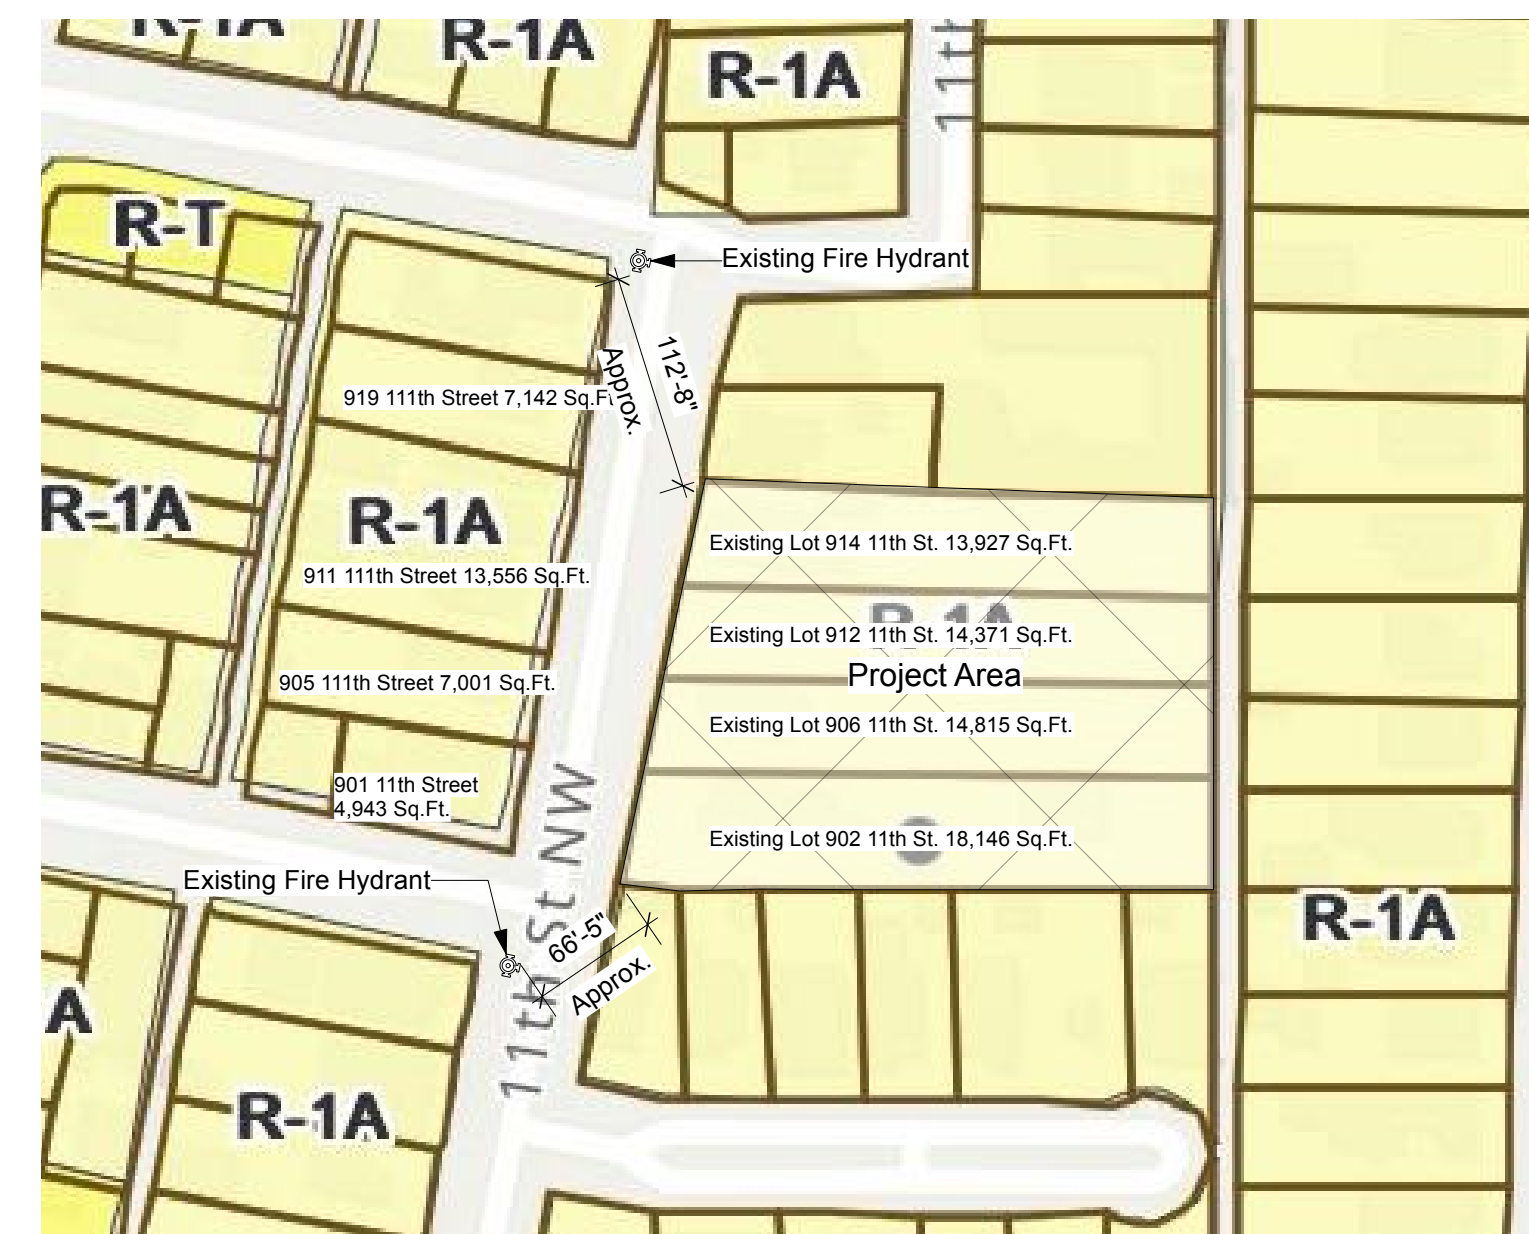 R-1A
R-1A
R-1A
11th
R-T
Existing Fire Hydrant
112'-8"
Approx.
919 111th Street 7,142 Sq.Ft
R-1A
R-1A
Existing Lot 914 11th St. 13,927 Sq.Ft.
911 111th Street 13,556 Sq.Ft.
R-1A
Existing Lot 912 11th St. 14,371 Sq.Ft.
Project Area
905 111th Street 7,001 Sq.Ft.
Existing Lot 906 11th St. 14,815 Sq.Ft.
901 11th Street
4,943 Sq.Ft.
Existing Lot 902 11th St. 18,146 Sq.Ft.
Existing Fire Hydrant
11th St NW
66'-5"
Approx.
R-1A
A
R-1A